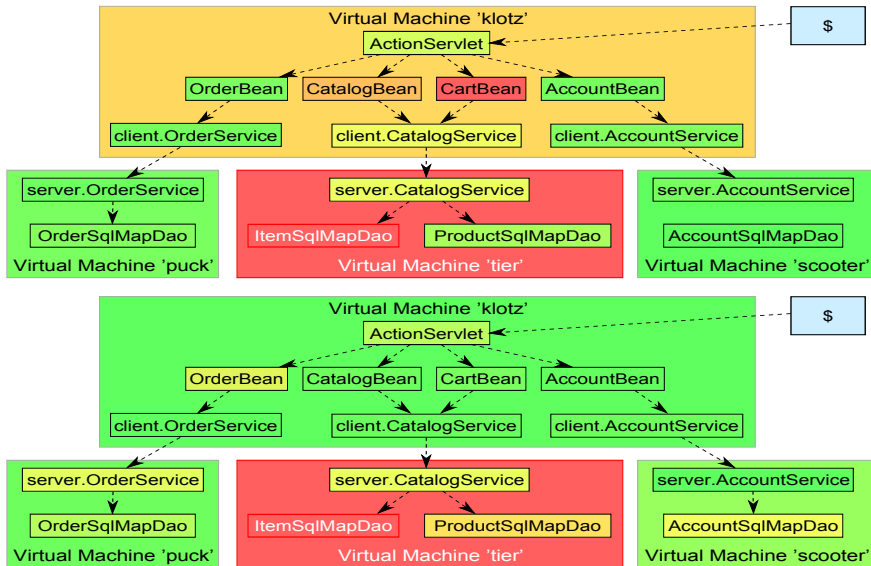 Virtual Machine 'klotz'
$
ActionServlet
OrderBean CatalogBean CartBean AccountBean
client.OrderService client.CatalogService client.AccountService
server.OrderService server.CatalogService server.AccountService
OrderSqlMapDao ItemSqlMapDao ProductSqlMapDao AccountSqlMapDao
Virtual Machine 'puck' Virtual Machine 'tier' Virtual Machine 'scooter'
Virtual Machine 'klotz'
$
ActionServlet
OrderBean CatalogBean CartBean AccountBean
client.OrderService client.CatalogService client.AccountService
server.OrderService server.CatalogService server.AccountService
OrderSqlMapDao ItemSqlMapDao ProductSqlMapDao AccountSqlMapDao
Virtual Machine 'puck' Virtual Machine 'tier' Virtual Machine 'scooter'